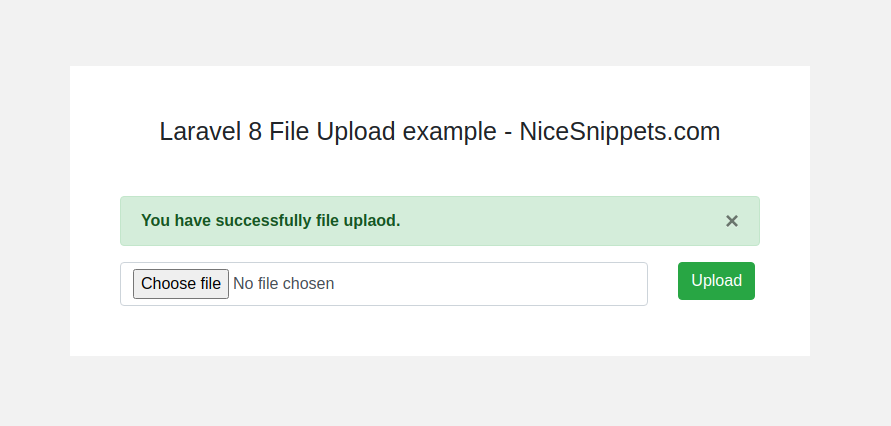 Laravel 8 File Upload example - NiceSnippets.com
You have successfully file uplaod. ×
Choose file No file chosen Upload